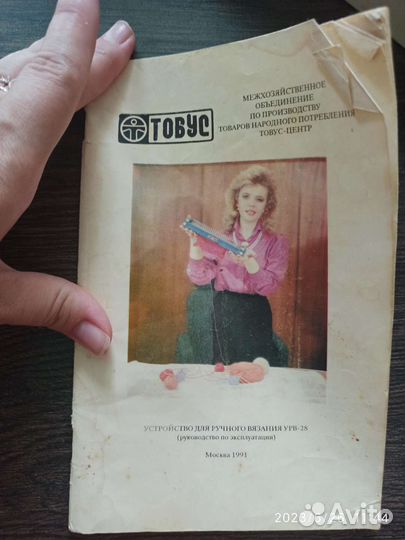 ТОВУС
МЕЖХОЗЯЙСТВЕННОЕ
ОБЪЕДИНЕНИЕ
ПО ПРОИЗВОДСТВУ
ТОВАРОВ НАРОДНОГО ПОТРЕБЛЕНИЯ
ТОВУС-ЦЕНТР
УСТРОЙСТВО ДЛЯ РУЧНОГО ВЯЗАНИЯ УРВ-28
(руководство по эксплуатации)
Москва 1991
Avito